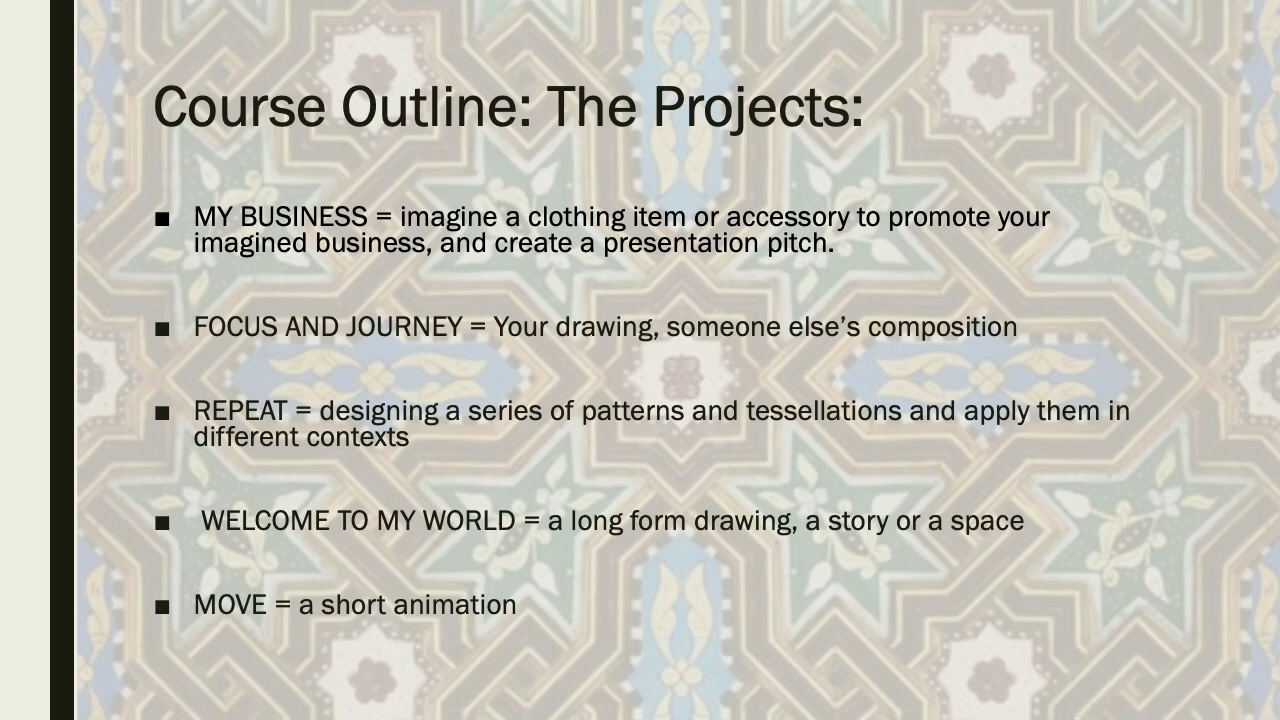 Course Outline: The Projects:
■ MY BUSINESS = imagine a clothing item or accessory to promote your
imagined business, and create a presentation pitch.
■ FOCUS AND JOURNEY = Your drawing, someone else’s composition
■ REPEAT = designing a series of patterns and tessellations and apply them in
different contexts
■ WELCOME TO MY WORLD = a long form drawing, a story or a space
■ MOVE = a short animation